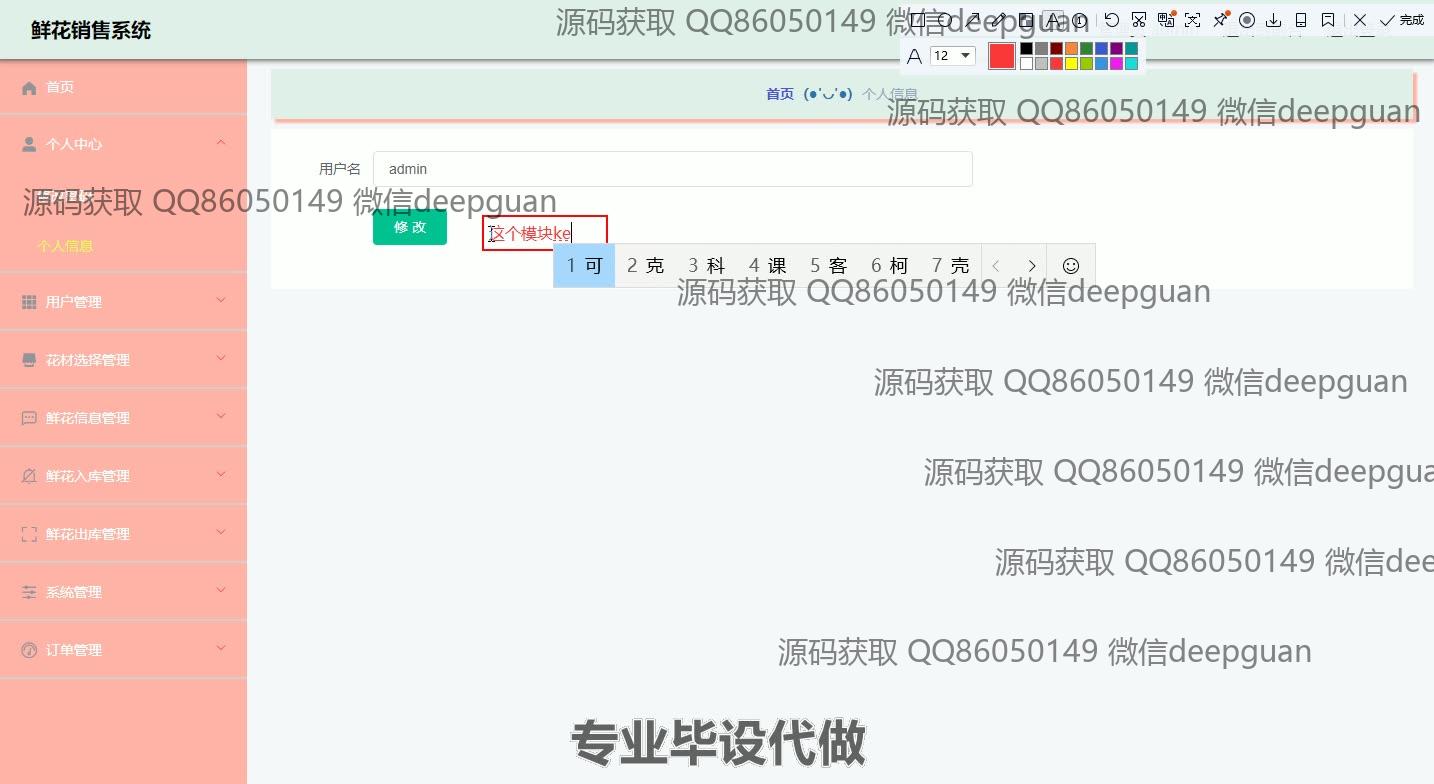 鲜花销售系统
源码获取 QQ86050149 微信deepguan
完成
A 12
首页 (●'◡'●) 个人信息
源码获取 QQ86050149 微信deepguan
首页
个人中心
用户名 admin
源码获取 QQ86050149 微信deepguan
修改
这个模块ke
个人信息
1 可 2 克 3 科 4 课 5 客 6 柯 7 壳
源码获取 QQ86050149 微信deepguan
用户管理
花材选择管理
源码获取 QQ86050149 微信deepguan
鲜花信息管理
鲜花入库管理
源码获取 QQ86050149 微信deepgua
鲜花出库管理
源码获取 QQ86050149 微信dee
系统管理
订单管理
源码获取 QQ86050149 微信deepguan
专业毕设代做